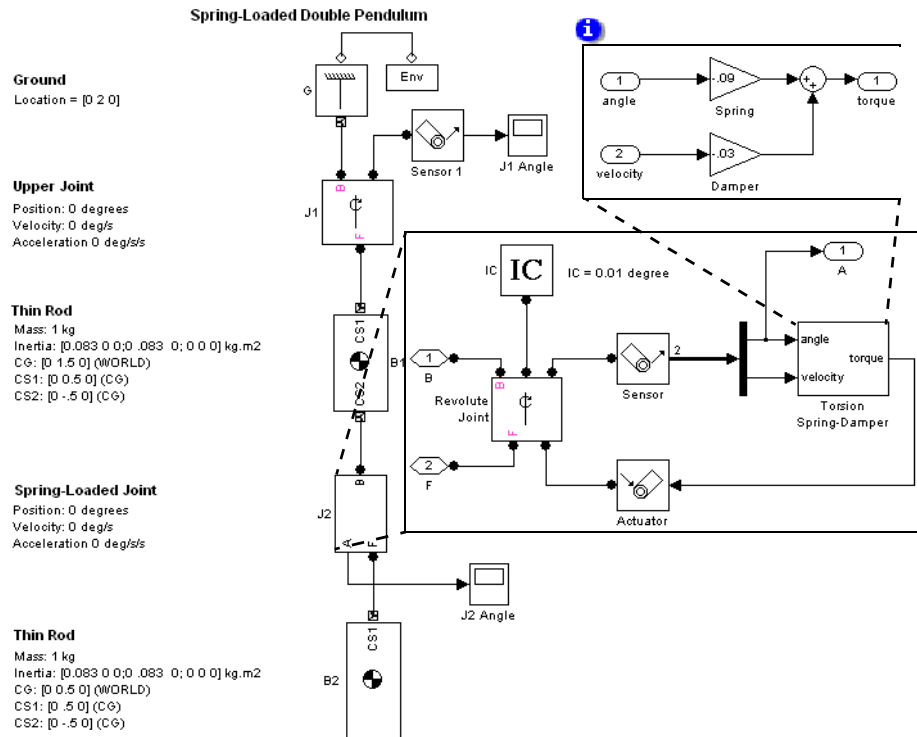 Spring-Loaded Double Pendulum
i
Ground
Location = [0 2 0]
G
Env
Sensor 1
J1 Angle
1
angle
-.09
Spring
+
+
1
torque
2
velocity
-.03
Damper
Upper Joint
Position: 0 degrees
Velocity: 0 deg/s
Acceleration 0 deg/s/s
J1
B
F
IC
IC
IC = 0.01 degree
1
A
Thin Rod
Mass: 1 kg
Inertia: [0.083 0 0;0 .083 0; 0 0 0] kg.m2
CG: [0 1.5 0] (WORLD)
CS1: [0 0.5 0] (CG)
CS2: [0 -.5 0] (CG)
CS1
CS2
B1
1
B
Revolute
Joint
B
F
Sensor
2
angle
velocity
torque
Torsion
Spring-Damper
2
F
Actuator
Spring-Loaded Joint
Position: 0 degrees
Velocity: 0 deg/s
Acceleration 0 deg/s/s
J2
B
A
F
J2 Angle
Thin Rod
Mass: 1 kg
Inertia: [0.083 0 0;0 .083 0; 0 0 0] kg.m2
CG: [0 0.5 0] (WORLD)
CS1: [0 .5 0] (CG)
CS2: [0 -.5 0] (CG)
B2
CS1